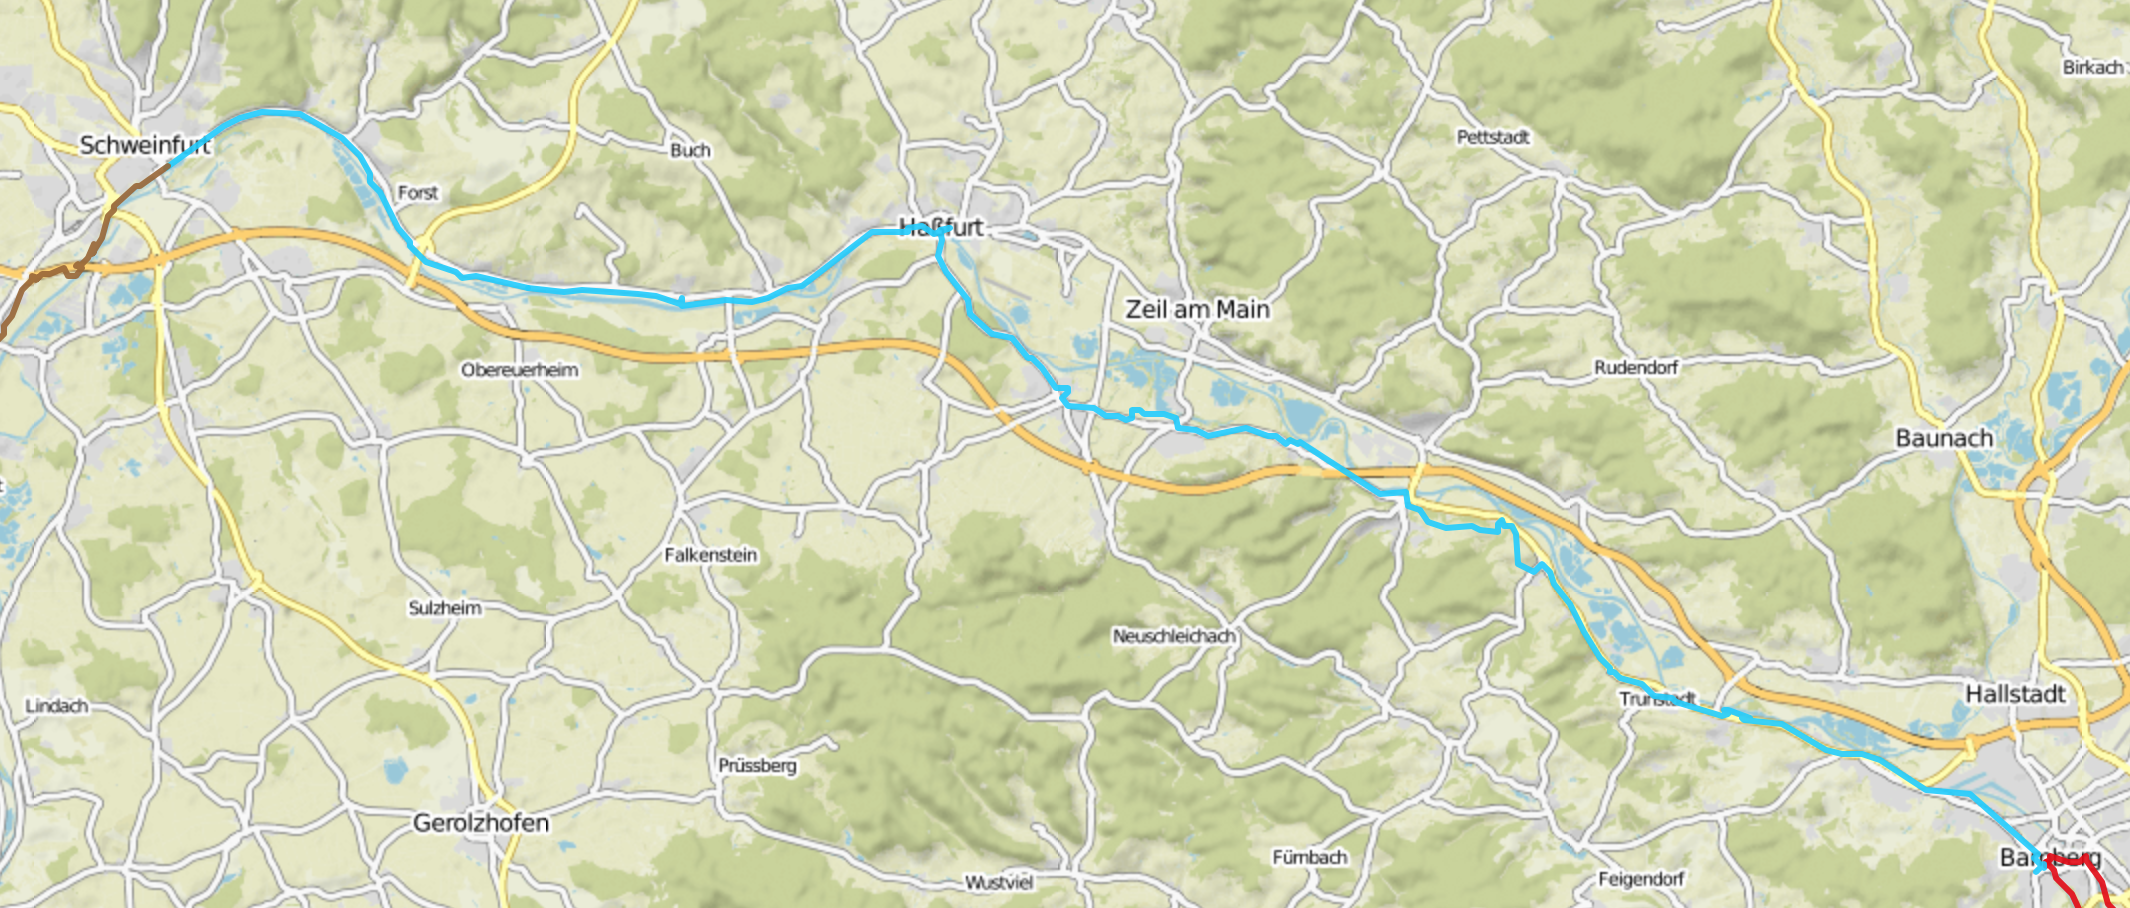 Birkach
Schweinfurt
Pettstadt
Buch
Forst
Haßfurt
Zeil am Main
Obereuerheim
Rudendorf
Baunach
Falkenstein
Sulzheim
Neuschleichach
Lindach
Trunstadt
Hallstadt
Prüssberg
Gerolzhofen
Fürnbach
Bamberg
Wustviel
Feigendorf